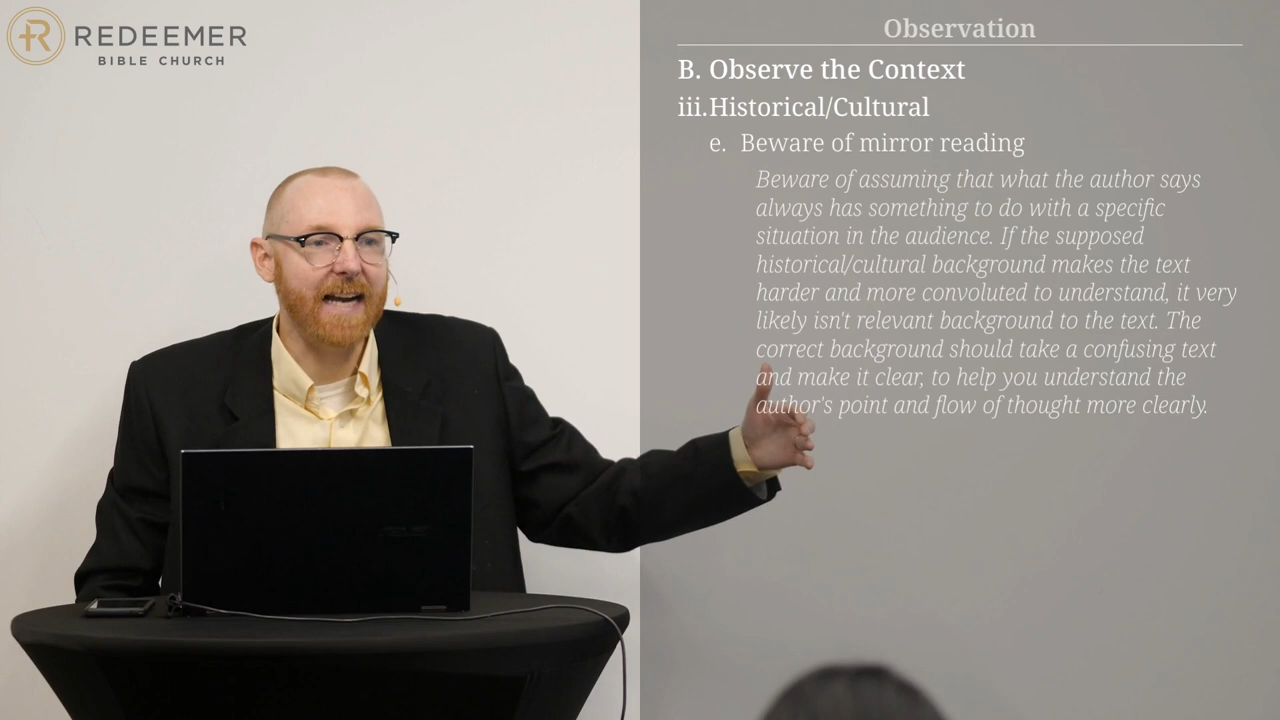 REDEEMER
BIBLE CHURCH
Observation
B. Observe the Context
iii. Historical/Cultural
e. Beware of mirror reading
Beware of assuming that what the author says
always has something to do with a specific
situation in the audience. If the supposed
historical/cultural background makes the text
harder and more convoluted to understand, it very
likely isn't relevant background to the text. The
correct background should take a confusing text
and make it clear, to help you understand the
author's point and flow of thought more clearly.